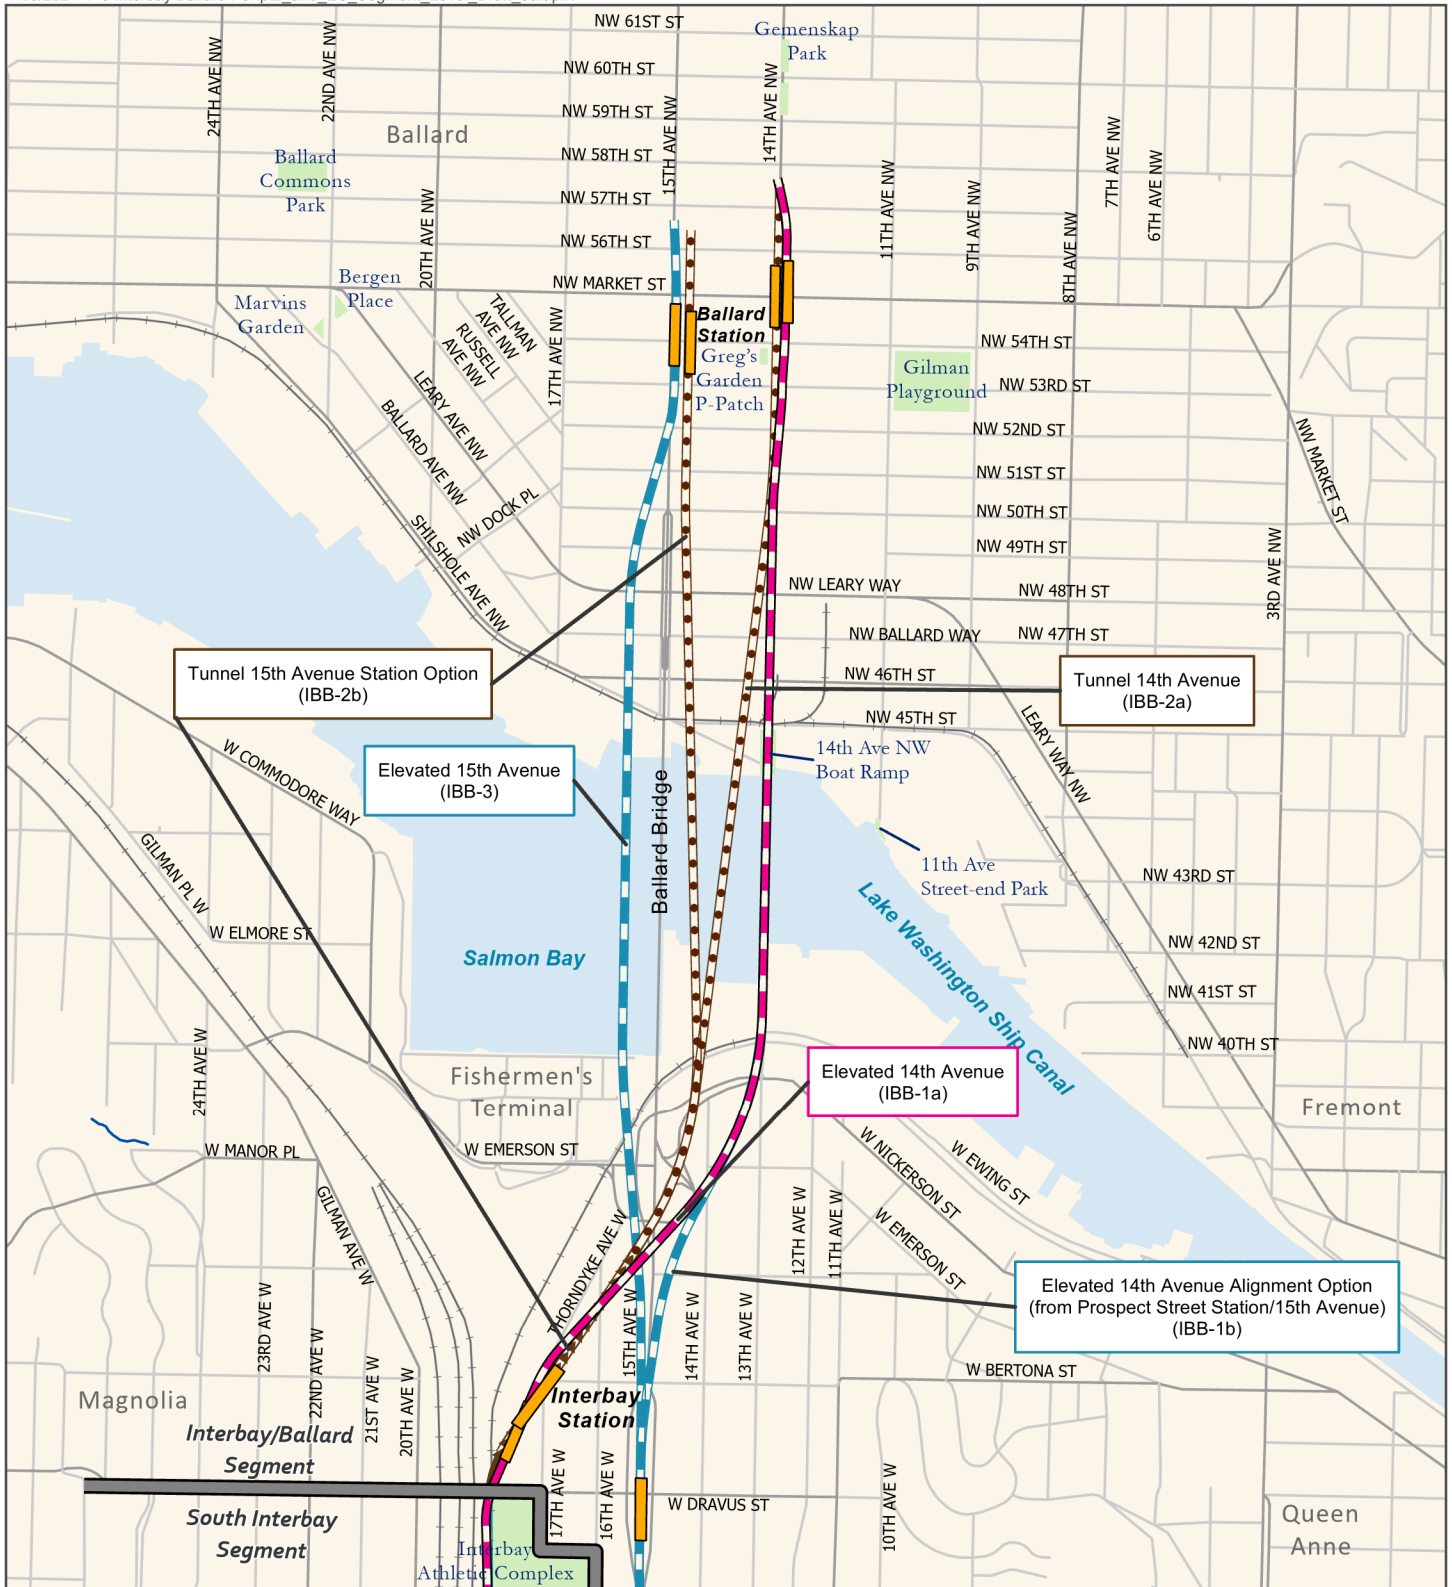 NW 61ST ST
Gemenskap
Park
NW 60TH ST
24TH AVE NW
22ND AVE NW
14TH AVE NW
15TH AVE NW
NW 59TH ST
Ballard
7TH AVE NW
Ballard
Commons
Park
NW 58TH ST
6TH AVE NW
11TH AVE NW
9TH AVE NW
20TH AVE NW
NW 57TH ST
8TH AVE NW
NW 56TH ST
Bergen
Place
NW MARKET ST
Marvins
Garden
TALLMAN
AVE NW
RUSSELL
AVE NW
17TH AVE NW
Ballard
Station
Greg's
Garden
P-Patch
NW 54TH ST
Gilman
Playground
NW 53RD ST
LEARY AVE NW
BALLARD AVE NW
NW 52ND ST
NW MARKET ST
NW 51ST ST
NW DOCK PL
NW 50TH ST
SHILSHOLE AVE NW
NW 49TH ST
3RD AVE NW
NW LEARY WAY
NW 48TH ST
NW BALLARD WAY
NW 47TH ST
Tunnel 15th Avenue Station Option
(IBB-2b)
NW 46TH ST
Tunnel 14th Avenue
(IBB-2a)
NW 45TH ST
LEARY WAY NW
W COMMODORE WAY
Elevated 15th Avenue
(IBB-3)
14th Ave NW
Boat Ramp
Ballard Bridge
GILMAN PL W
11th Ave
Street-end Park
NW 43RD ST
W ELMORE ST
Salmon Bay
Lake Washington Ship Canal
NW 42ND ST
NW 41ST ST
NW 40TH ST
24TH AVE W
Fishermen's
Terminal
Elevated 14th Avenue
(IBB-1a)
Fremont
W MANOR PL
W EMERSON ST
W NICKERSON ST
W EWING ST
GILMAN AVE W
THORNDYKE AVE W
12TH AVE W
11TH AVE W
W EMERSON ST
Elevated 14th Avenue Alignment Option
(from Prospect Street Station/15th Avenue)
(IBB-1b)
23RD AVE W
22ND AVE W
21ST AVE W
20TH AVE W
15TH AVE W
14TH AVE W
13TH AVE W
W BERTONA ST
Magnolia
Interbay
Station
Interbay/Ballard
Segment
South Interbay
Segment
17TH AVE W
16TH AVE W
W DRAVUS ST
10TH AVE W
Queen
Anne
Interbay
Athletic Complex